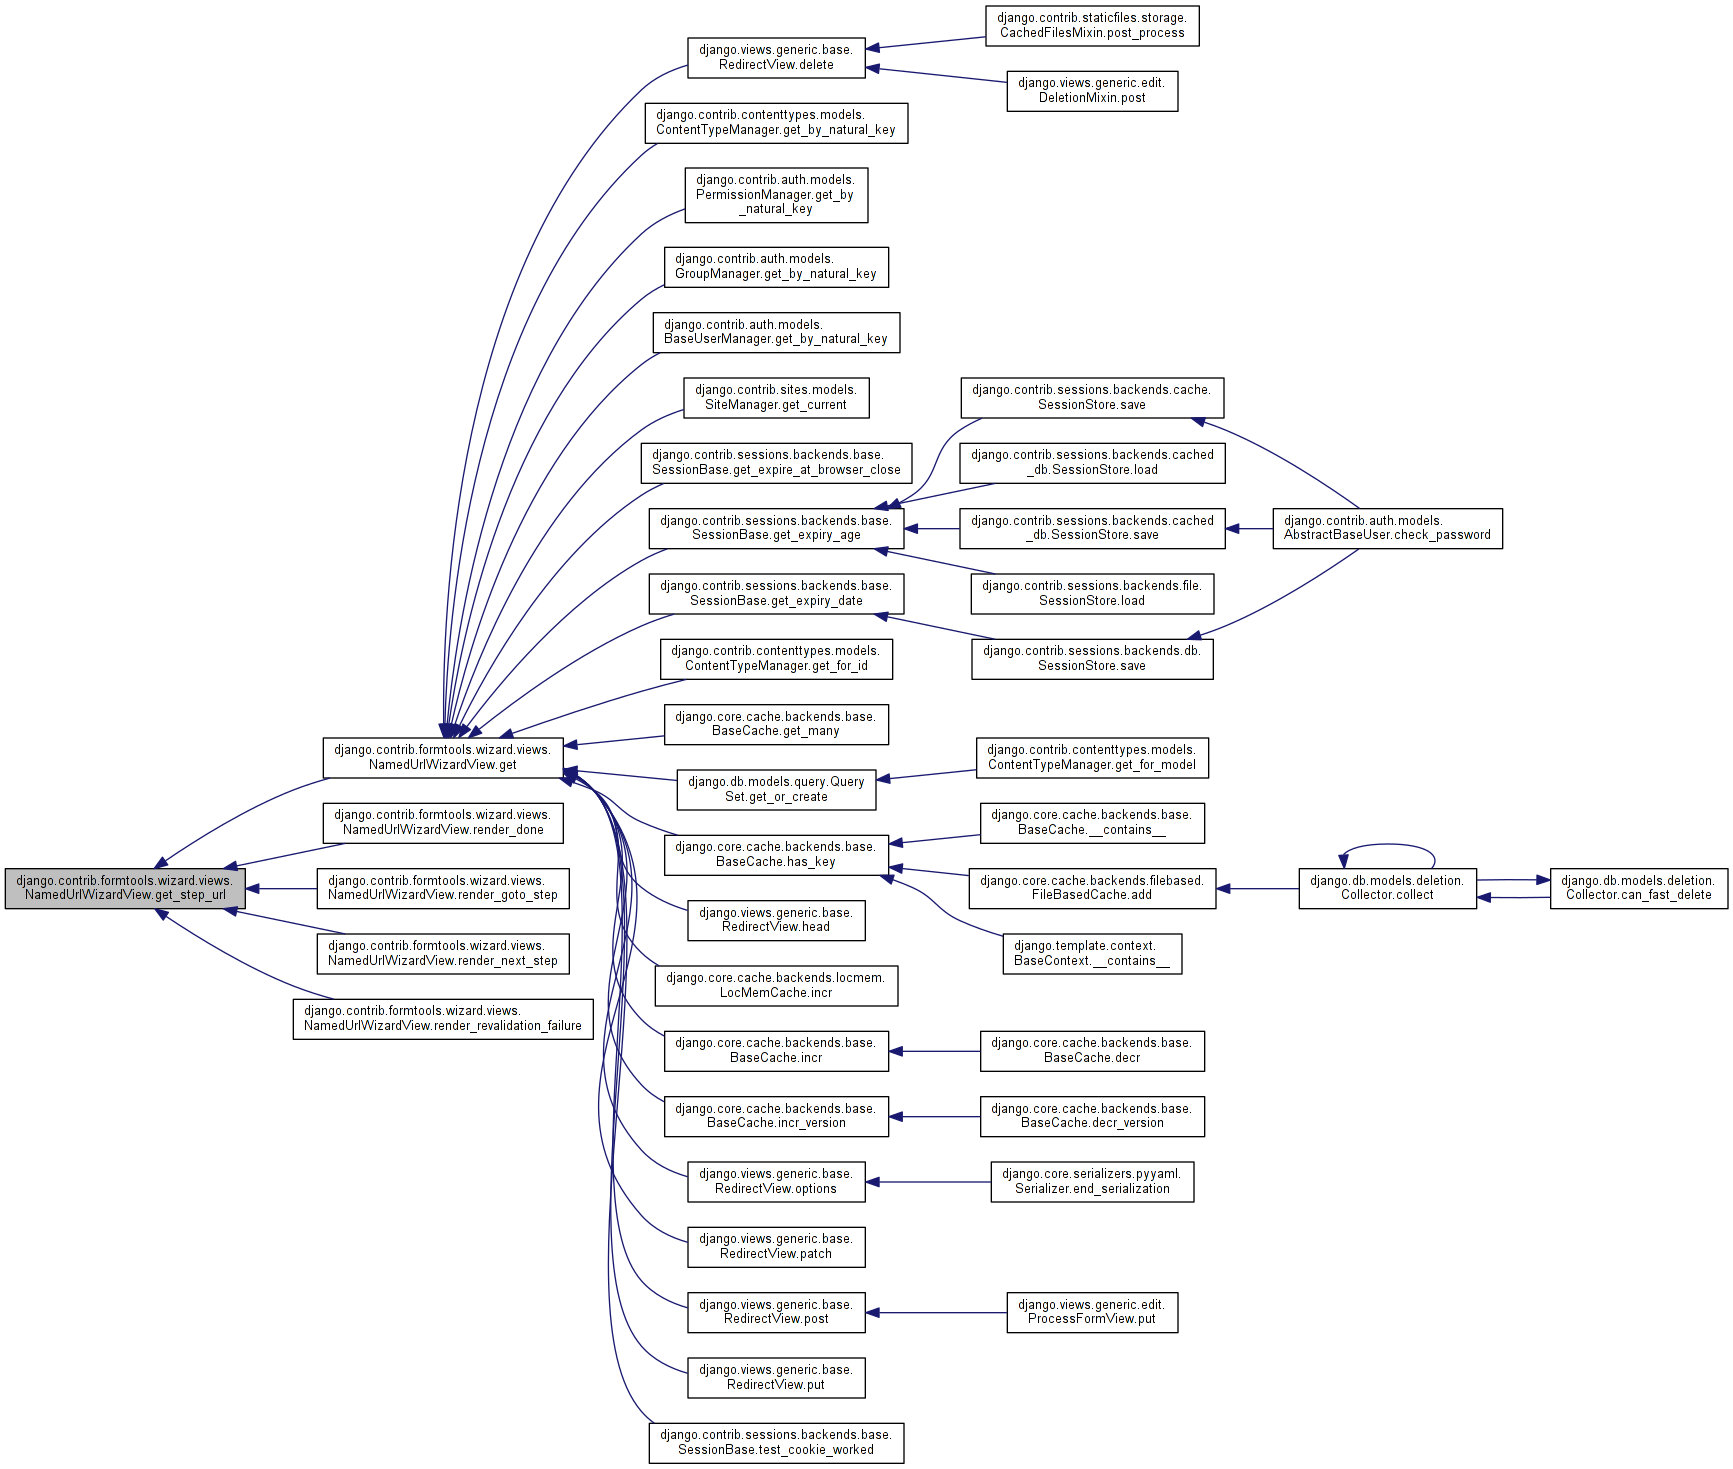 django.contrib.staticfiles.storage.
CachedFilesMixin.post_process
django.views.generic.base.
RedirectView.delete
django.views.generic.edit.
DeletionMixin.post
django.contrib.contenttypes.models.
ContentTypeManager.get_by_natural_key
django.contrib.auth.models.
PermissionManager.get_by
_natural_key
django.contrib.auth.models.
GroupManager.get_by_natural_key
django.contrib.auth.models.
BaseUserManager.get_by_natural_key
django.contrib.sites.models.
SiteManager.get_current
django.contrib.sessions.backends.cache.
SessionStore.save
django.contrib.sessions.backends.base.
SessionBase.get_expire_at_browser_close
django.contrib.sessions.backends.cached
_db.SessionStore.load
django.contrib.sessions.backends.base.
SessionBase.get_expiry_age
django.contrib.sessions.backends.cached
_db.SessionStore.save
django.contrib.auth.models.
AbstractBaseUser.check_password
django.contrib.sessions.backends.base.
SessionBase.get_expiry_date
django.contrib.sessions.backends.file.
SessionStore.load
django.contrib.contenttypes.models.
ContentTypeManager.get_for_id
django.contrib.sessions.backends.db.
SessionStore.save
django.core.cache.backends.base.
BaseCache.get_many
django.contrib.formtools.wizard.views.
NamedUrlWizardView.get
django.contrib.contenttypes.models.
ContentTypeManager.get_for_model
django.db.models.query.Query
Set.get_or_create
django.contrib.formtools.wizard.views.
NamedUrlWizardView.render_done
django.core.cache.backends.base.
BaseCache.__contains__
django.core.cache.backends.base.
BaseCache.has_key
django.contrib.formtools.wizard.views.
NamedUrlWizardView.get_step_url
django.contrib.formtools.wizard.views.
NamedUrlWizardView.render_goto_step
django.core.cache.backends.filebased.
FileBasedCache.add
django.db.models.deletion.
Collector.collect
django.db.models.deletion.
Collector.can_fast_delete
django.views.generic.base.
RedirectView.head
django.contrib.formtools.wizard.views.
NamedUrlWizardView.render_next_step
django.template.context.
BaseContext.__contains__
django.core.cache.backends.locmem.
LocMemCache.incr
django.contrib.formtools.wizard.views.
NamedUrlWizardView.render_revalidation_failure
django.core.cache.backends.base.
BaseCache.incr
django.core.cache.backends.base.
BaseCache.decr
django.core.cache.backends.base.
BaseCache.incr_version
django.core.cache.backends.base.
BaseCache.decr_version
django.views.generic.base.
RedirectView.options
django.core.serializers.pyyaml.
Serializer.end_serialization
django.views.generic.base.
RedirectView.patch
django.views.generic.base.
RedirectView.post
django.views.generic.edit.
ProcessFormView.put
django.views.generic.base.
RedirectView.put
django.contrib.sessions.backends.base.
SessionBase.test_cookie_worked